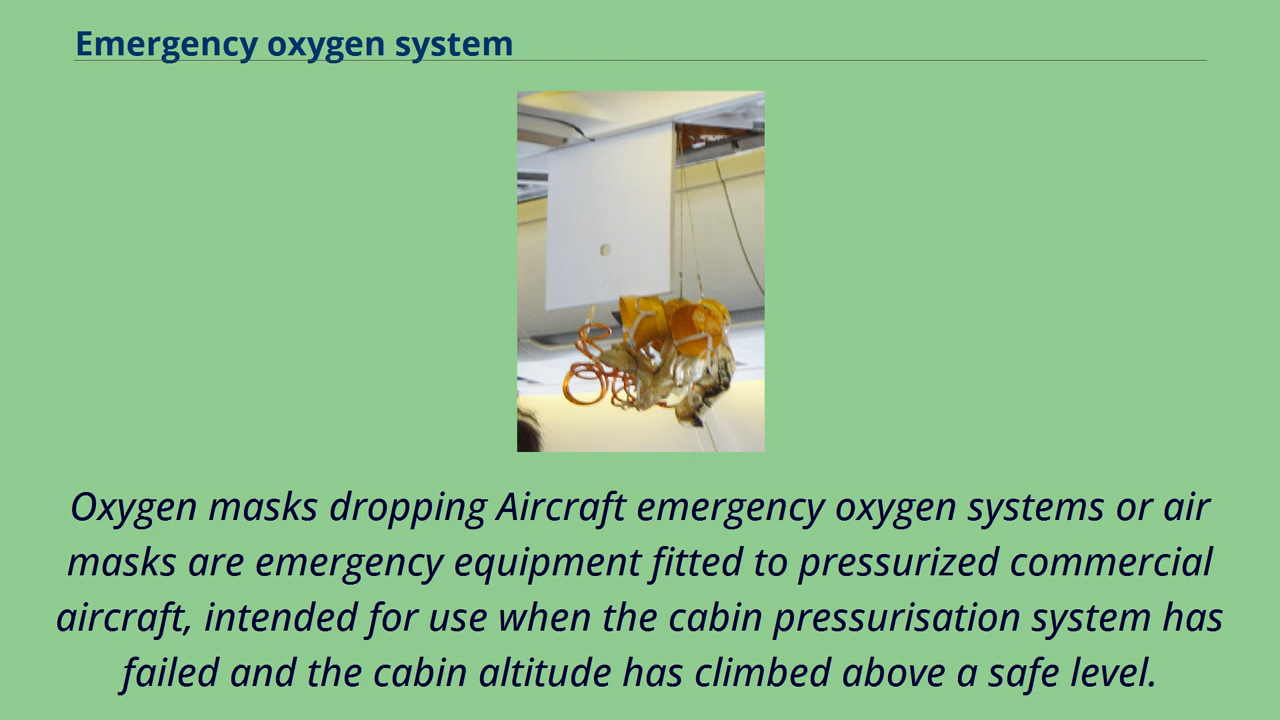 Emergency oxygen system
Oxygen masks dropping Aircraft emergency oxygen systems or air
masks are emergency equipment fitted to pressurized commercial
aircraft, intended for use when the cabin pressurisation system has
failed and the cabin altitude has climbed above a safe level.